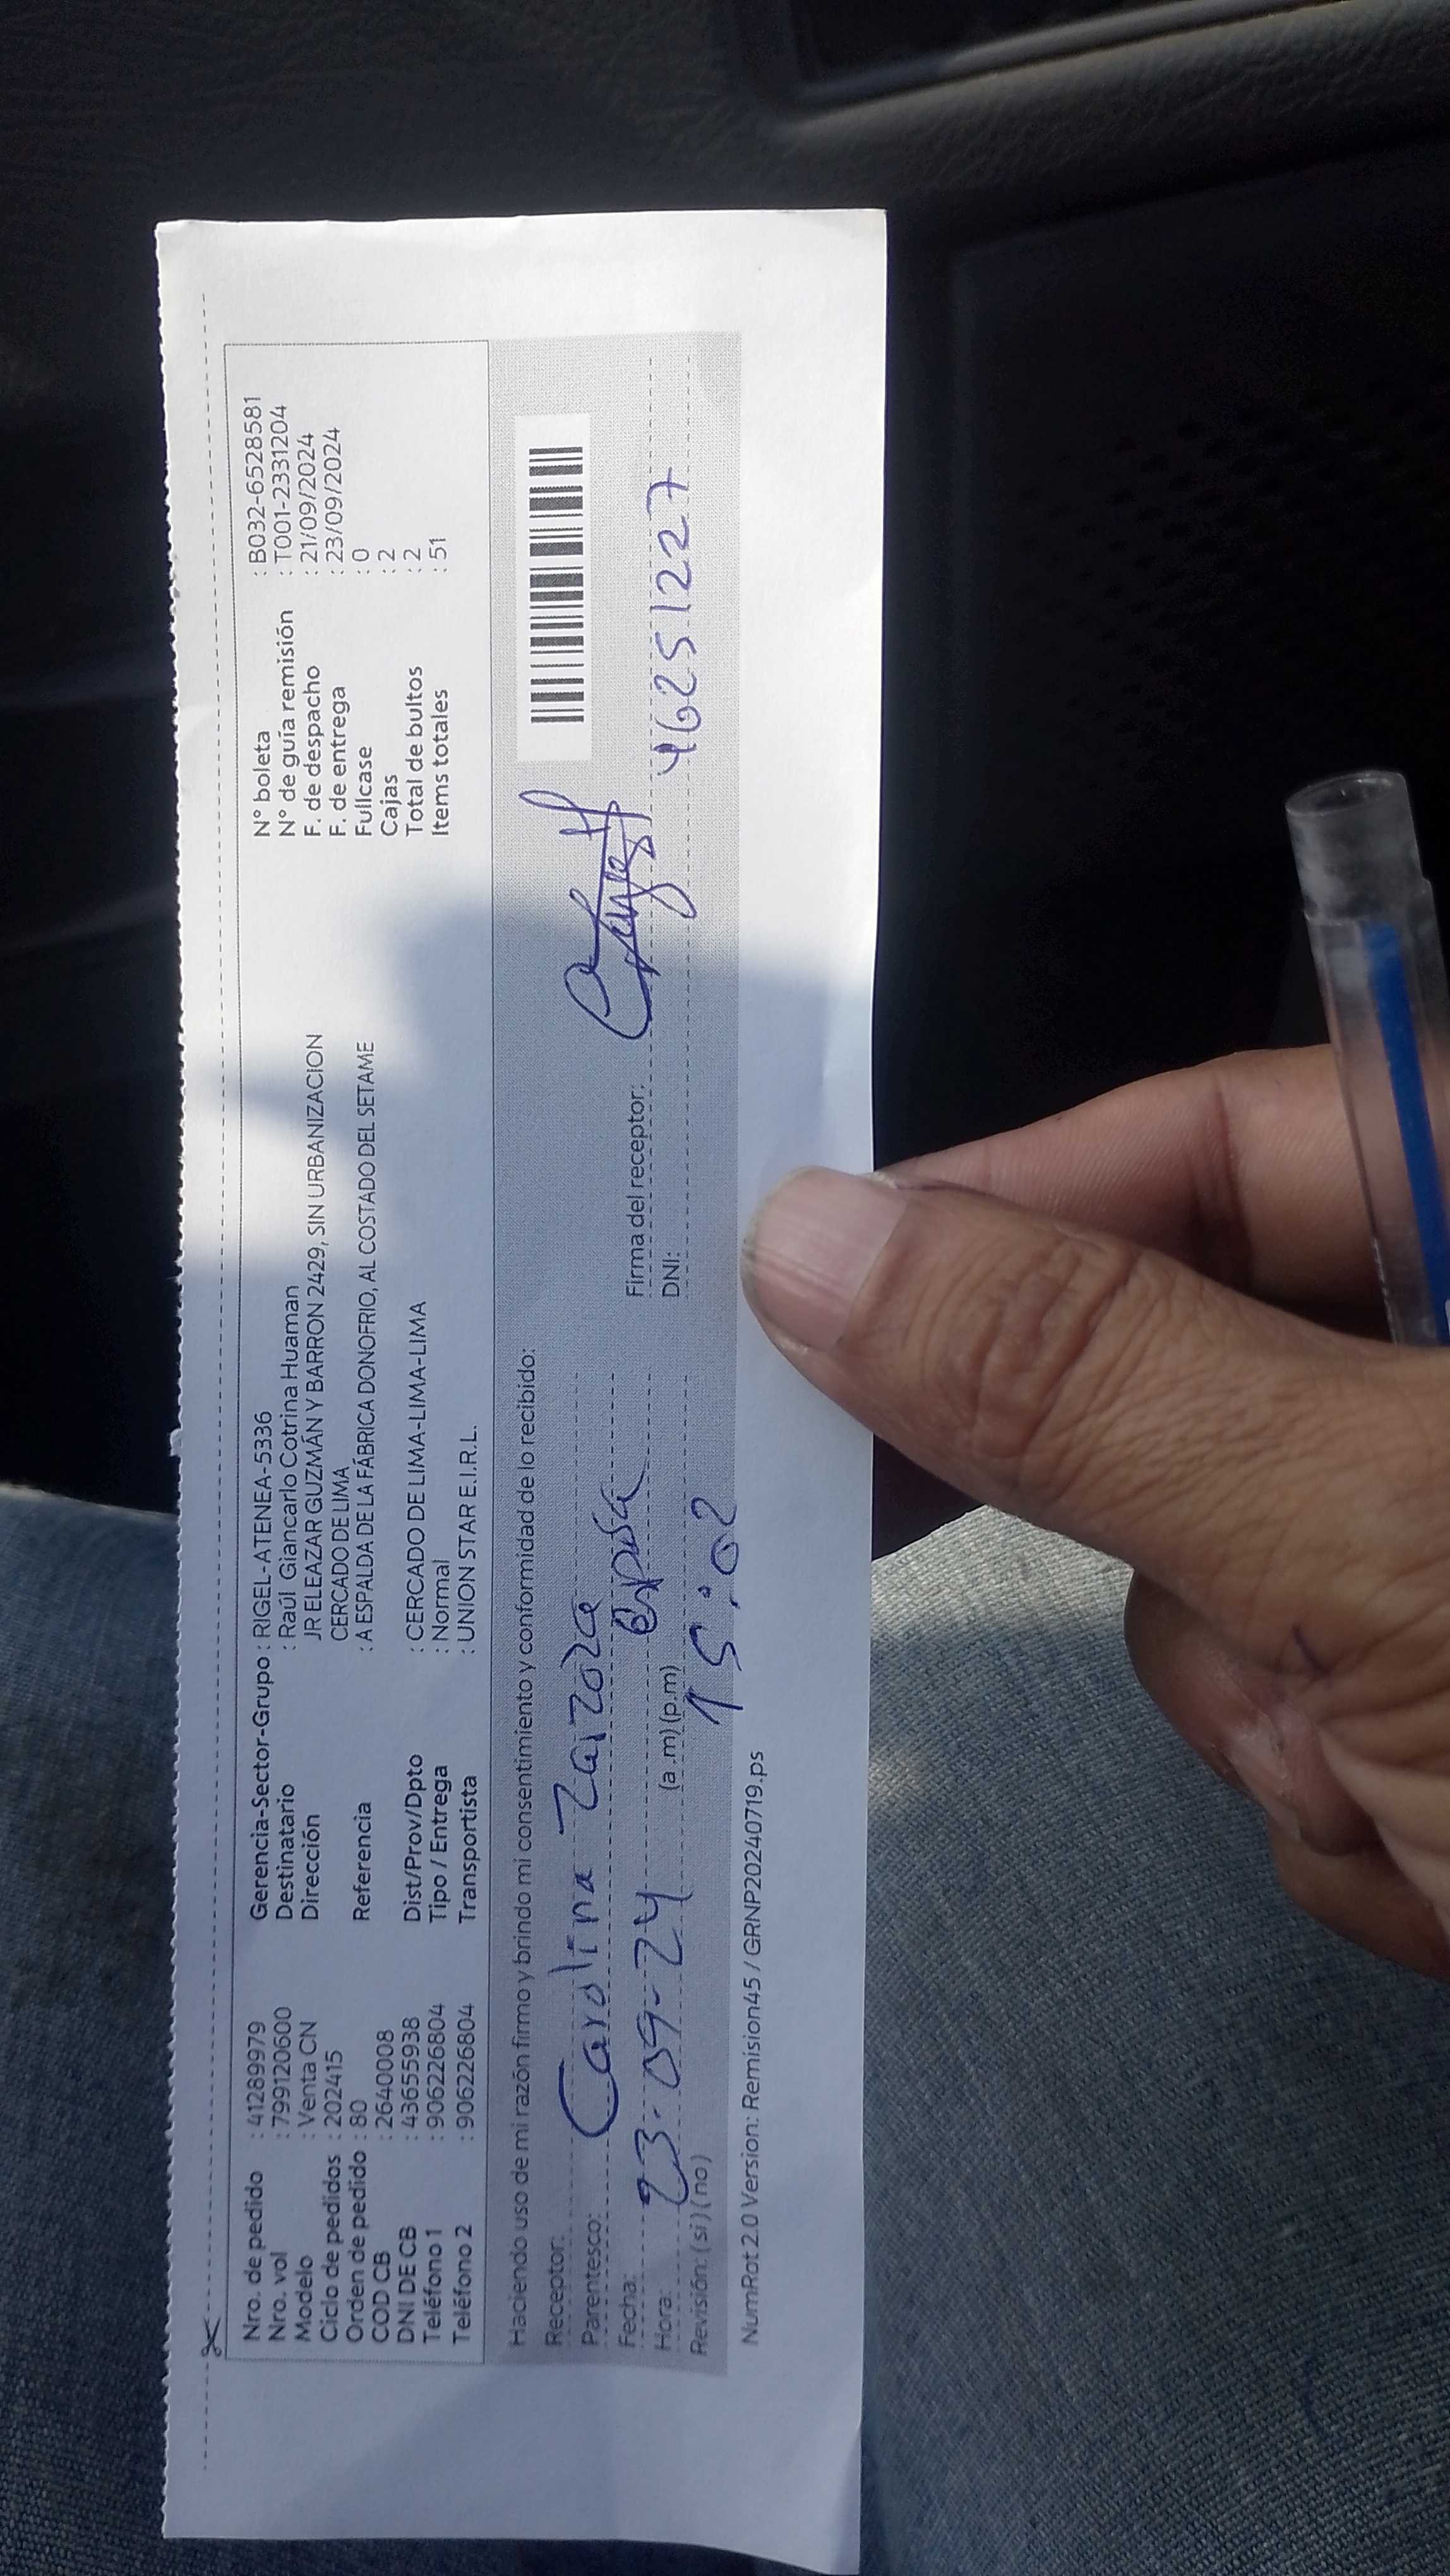 Nro. de pedido : 41289979 Gerencia-Sector-Grupo : RIGEL-ATENEA-5336 N° boleta : B032-6528581
Nro. vol : 799120600 Destinatario : Raúl Giancarlo Cotrina Huaman N° de guía remisión : T001-2331204
Modelo : Venta CN Dirección JR ELEAZAR GUZMÁN Y BARRON 2429, SIN URBANIZACION F. de despacho : 21/09/2024
Ciclo de pedidos : 202415 CERCADO DE LIMA F. de entrega : 23/09/2024
Orden de pedido : 80 Referencia : A ESPALDA DE LA FÁBRICA DONOFRIO, AL COSTADO DEL SETAME Fullcase : 0
COD CB : 2640008 Cajas : 2
DNI DE CB : 43655938 Dist/Prov/Dpto : CERCADO DE LIMA-LIMA-LIMA Total de bultos : 2
Teléfono 1 : 906226804 Tipo / Entrega : Normal Items totales : 51
Teléfono 2 : 906226804 Transportista : UNION STAR E.I.R.L.
Haciendo uso de mi razón firmo y brindo mi consentimiento y conformidad de lo recibido:
Receptor: Carolina Zaizoza
Parentesco: esposa
Fecha: 23-09-24 Firma del receptor:
Hora: (a.m) (p.m) 15:02 DNI: 46251227
Revisión: (si) (no)
NumRot 2.0 Version: Remision45 / GRNP20240719.ps